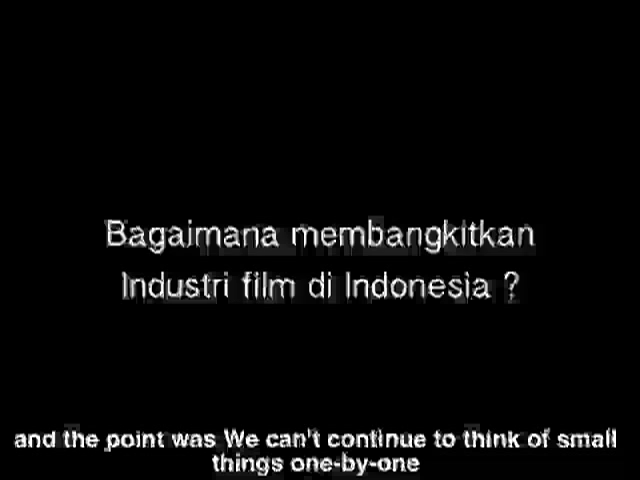 Bagaimana membangkitkan
Industri film di Indonesia ?
and the point was We can't continue to think of small
things one-by-one